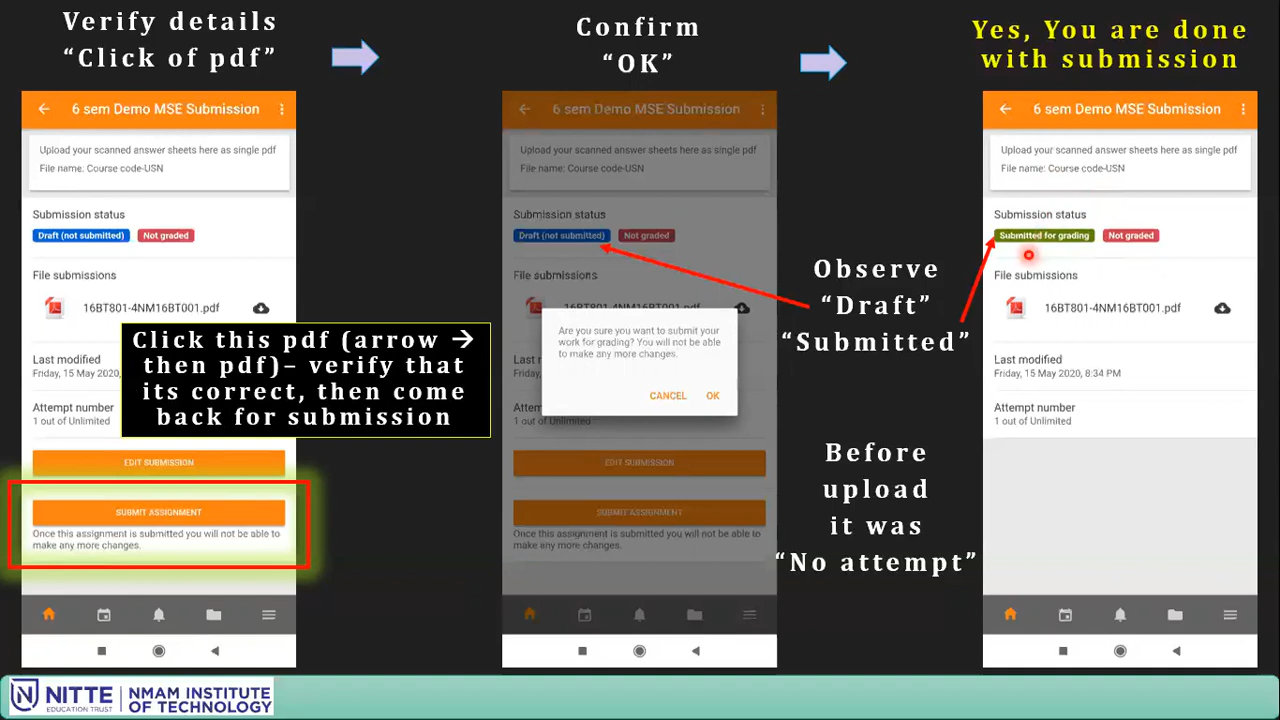 Verify details
“Click of pdf”
Confirm
“OK”
Yes, You are done
with submission
6 sem Demo MSE Submission
Upload your scanned answer sheets here as single pdf
File name: Course code-USN
Submission status
Draft (not submitted) Not graded
File submissions
16BT801-4NM16BT001.pdf
Click this pdf (arrow →
then pdf)– verify that
its correct, then come
back for submission
Last modified
Friday, 15 May 2020,
Attempt number
1 out of Unlimited
EDIT SUBMISSION
SUBMIT ASSIGNMENT
Once this assignment is submitted you will not be able to
make any more changes.
6 sem Demo MSE Submission
Upload your scanned answer sheets here as single pdf
File name: Course code-USN
Submission status
Draft (not submitted) Not graded
File submissions
16BT801-4NM16BT001.pdf
Are you sure you want to submit your
work for grading? You will not be able
to make any more changes.
CANCEL OK
Last
Attem
1 out of Unlimited
EDIT SUBMISSION
SUBMIT ASSIGNMENT
Once this assignment is submitted you will not be able to
make any more changes.
Observe
“Draft”
“Submitted”
Before
upload
it was
“No attempt”
6 sem Demo MSE Submission
Upload your scanned answer sheets here as single pdf
File name: Course code-USN
Submission status
Submitted for grading Not graded
File submissions
16BT801-4NM16BT001.pdf
Last modified
Friday, 15 May 2020, 8:34 PM
Attempt number
1 out of Unlimited
NITTE
EDUCATION TRUST
NMAM INSTITUTE
OF TECHNOLOGY